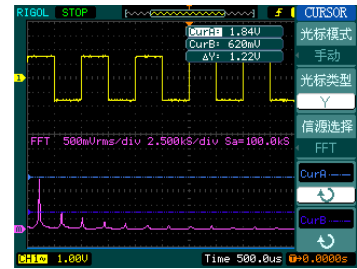 RIGOL STOP f CURSOR
CurA: 1.84V
CurB: 620mV
ΔY: 1.22V
光标模式
手动
光标类型
Y
信源选择
FFT
FFT 500mVrms/div 2.500kS/div Sa=100.0kS
CurA
CurB
CH1 1.00V Time 500.0us 0.0000s